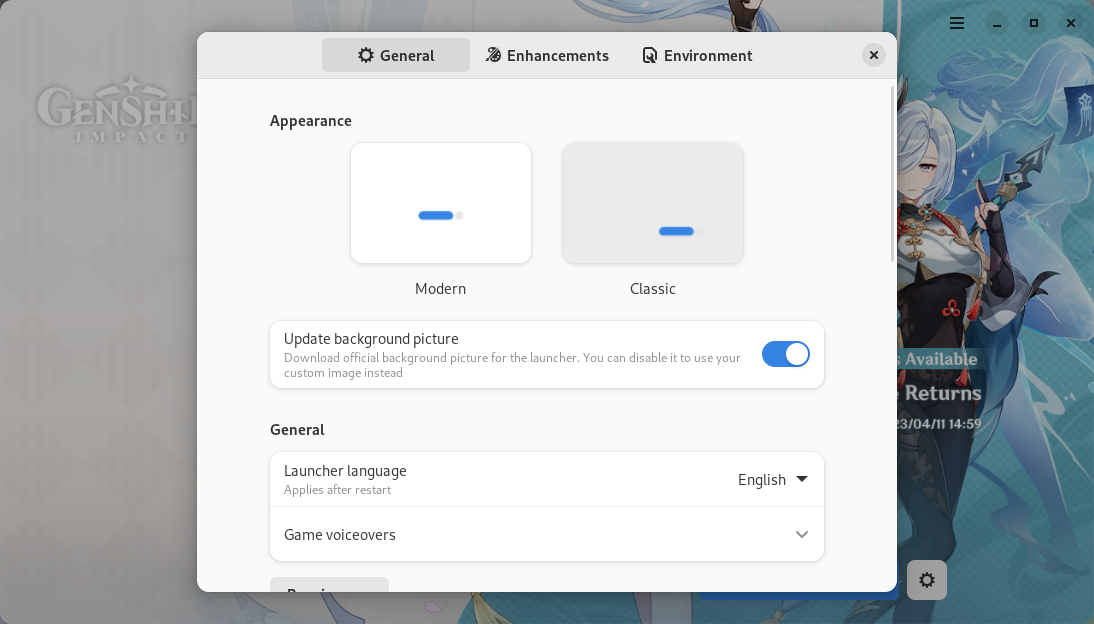 General
Enhancements
Environment
GENSHIN
IMPACT
Appearance
Modern
Classic
Update background picture
Download official background picture for the launcher. You can disable it to use your
custom image instead
Available
Returns
23/04/11 14:59
General
Launcher language
Applies after restart
English
Game voiceovers